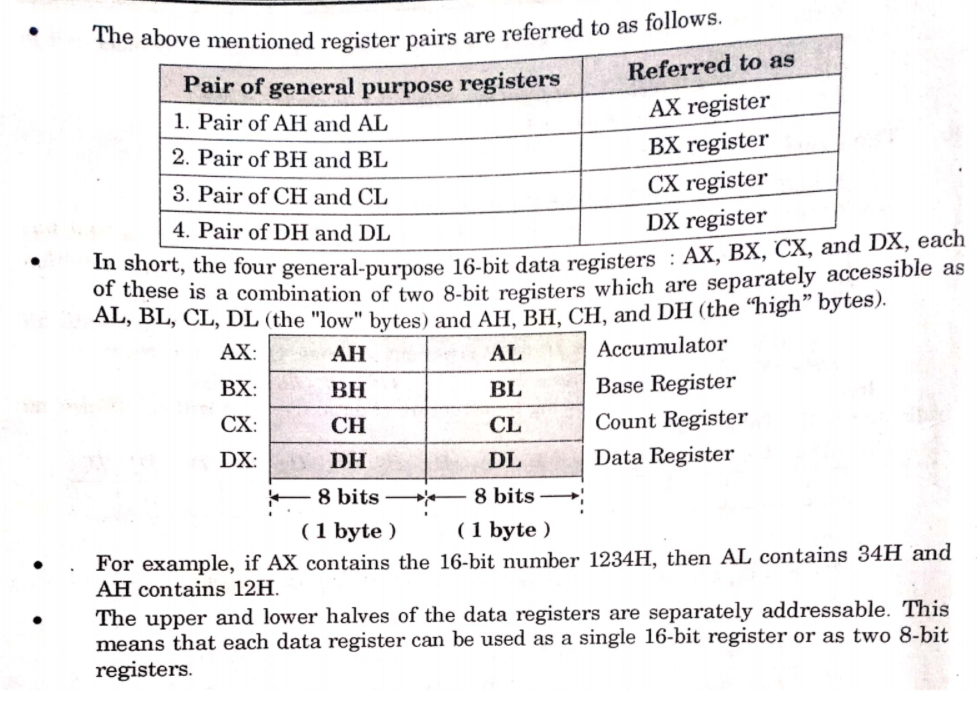 • The above mentioned register pairs are referred to as follows.
Pair of general purpose registers Referred to as
1. Pair of AH and AL AX register
2. Pair of BH and BL BX register
3. Pair of CH and CL CX register
4. Pair of DH and DL DX register
• In short, the four general-purpose 16-bit data registers : AX, BX, CX, and DX, each
of these is a combination of two 8-bit registers which are separately accessible as
AL, BL, CL, DL (the "low" bytes) and AH, BH, CH, and DH (the “high” bytes).
AX: AH AL Accumulator
BX: BH BL Base Register
CX: CH CL Count Register
DX: DH DL Data Register
8 bits 8 bits
( 1 byte ) ( 1 byte )
• For example, if AX contains the 16-bit number 1234H, then AL contains 34H and
AH contains 12H.
• The upper and lower halves of the data registers are separately addressable. This
means that each data register can be used as a single 16-bit register or as two 8-bit
registers.